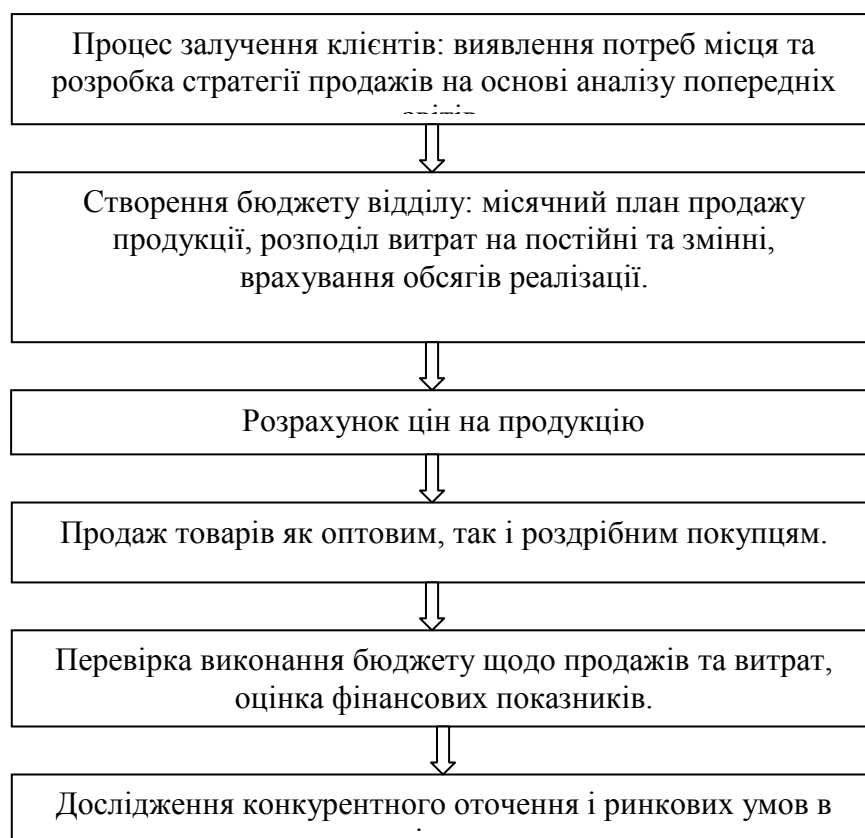 Процес залучення клієнтів: виявлення потреб місця та
розробка стратегії продажів на основі аналізу попередніх
звітів
Створення бюджету відділу: місячний план продажу
продукції, розподіл витрат на постійні та змінні,
врахування обсягів реалізації.
Розрахунок цін на продукцію
Продаж товарів як оптовим, так і роздрібним покупцям.
Перевірка виконання бюджету щодо продажів та витрат,
оцінка фінансових показників.
Дослідження конкурентного оточення і ринкових умов в